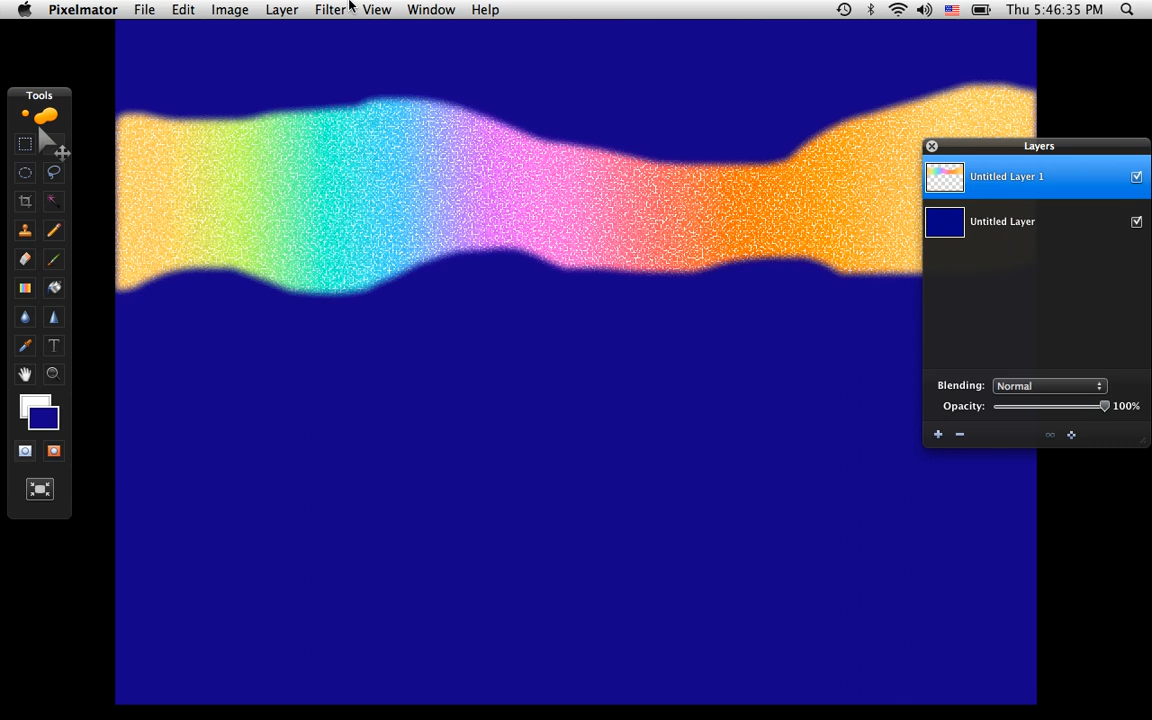 Pixelmator File Edit Image Layer Filter View Window Help Thu 5:46:35 PM
Tools
T
Layers
Untitled Layer 1
Untitled Layer
Blending: Normal
Opacity: 100%